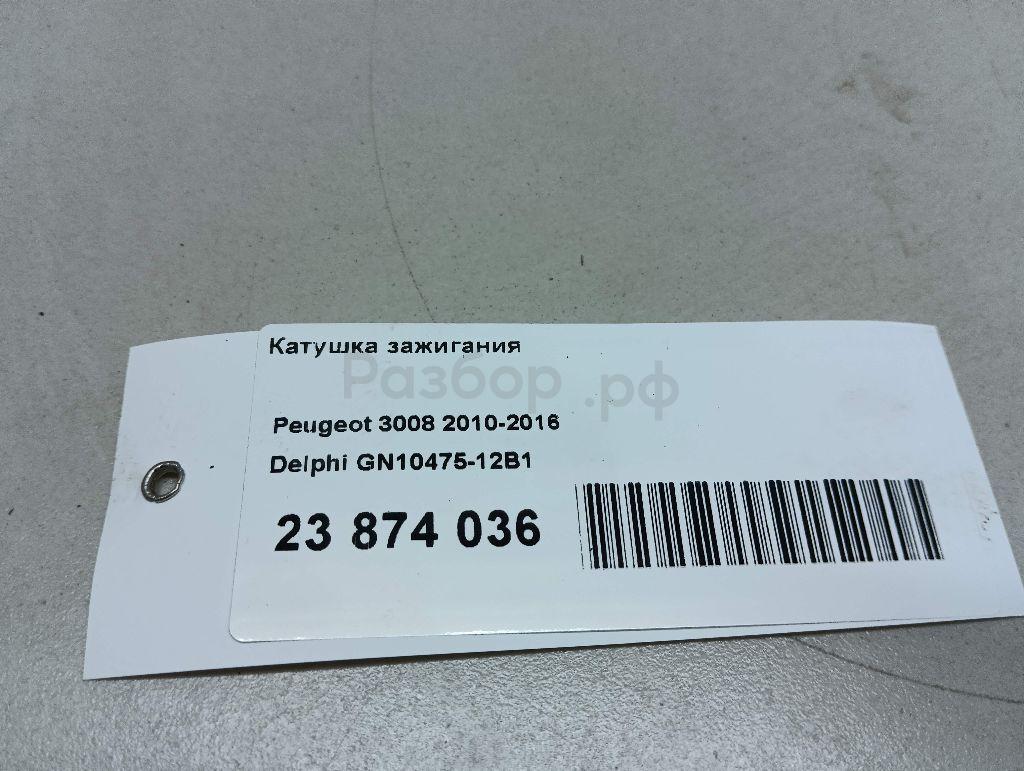 Катушка зажигания
Разбор.рф
Peugeot 3008 2010-2016
Delphi GN10475-12B1
23 874 036